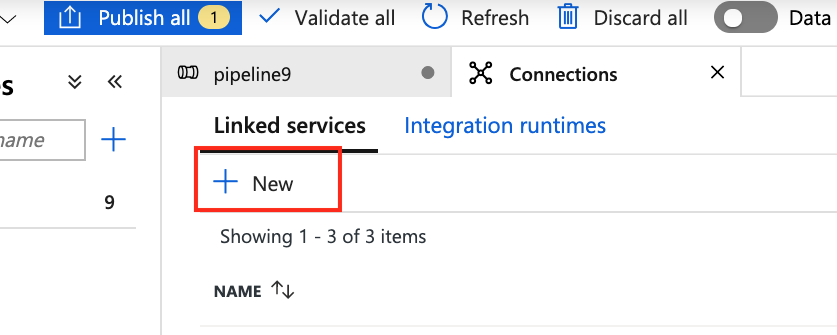 Publish all 1 Validate all Refresh Discard all Data
pipeline9 Connections
Linked services Integration runtimes
name
New
9
Showing 1 - 3 of 3 items
NAME